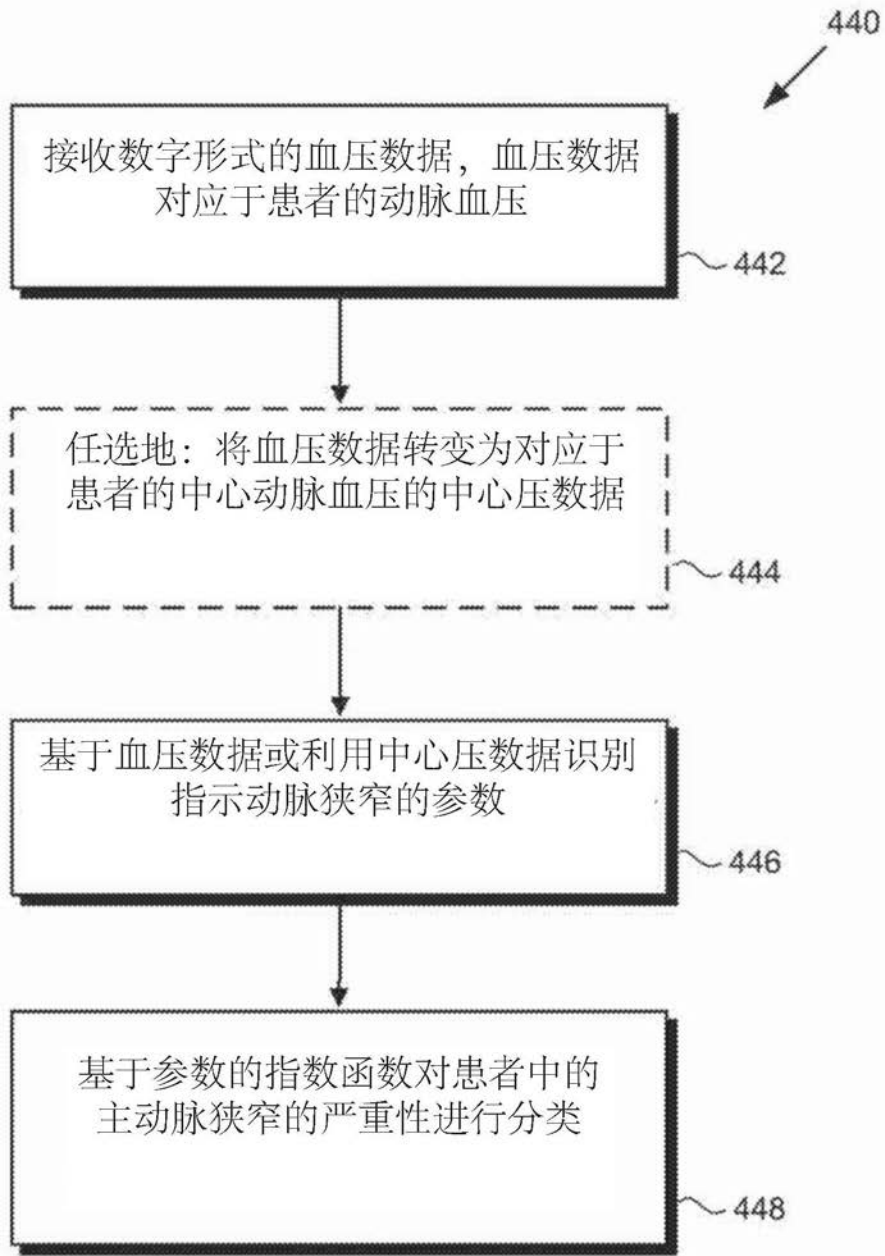 440
接收数字形式的血压数据，血压数据
对应于患者的动脉血压
442
任选地：将血压数据转变为对应于
患者的中心动脉血压的中心压数据
444
基于血压数据或利用中心压数据识别
指示动脉狭窄的参数
446
基于参数的指数函数对患者中的
主动脉狭窄的严重性进行分类
448